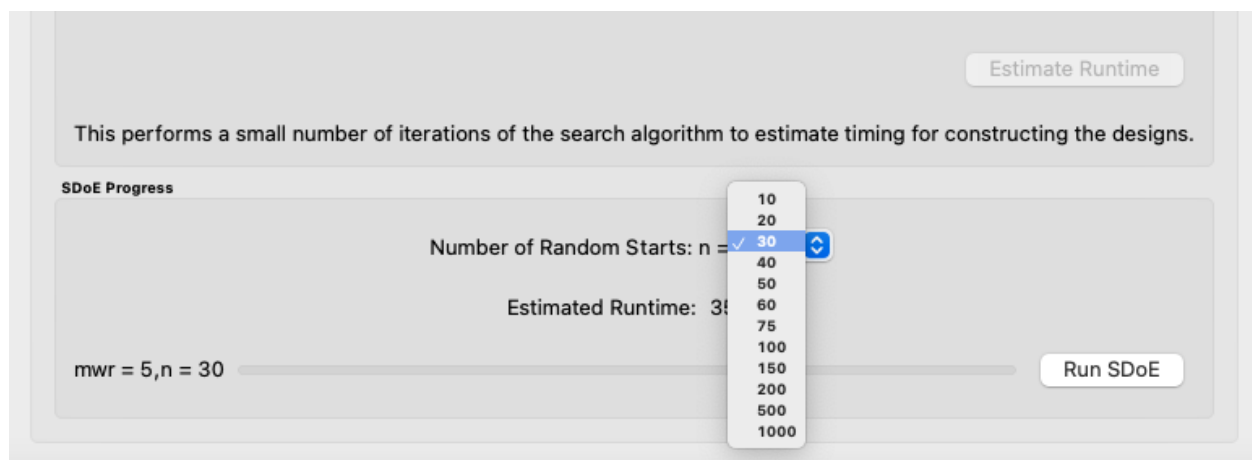 Estimate Runtime
This performs a small number of iterations of the search algorithm to estimate timing for constructing the designs.
SDoE Progress
Number of Random Starts: n =
10
20
✓ 30
40
50
60
75
100
150
200
500
1000
Estimated Runtime:
mwr = 5,n = 30
Run SDoE